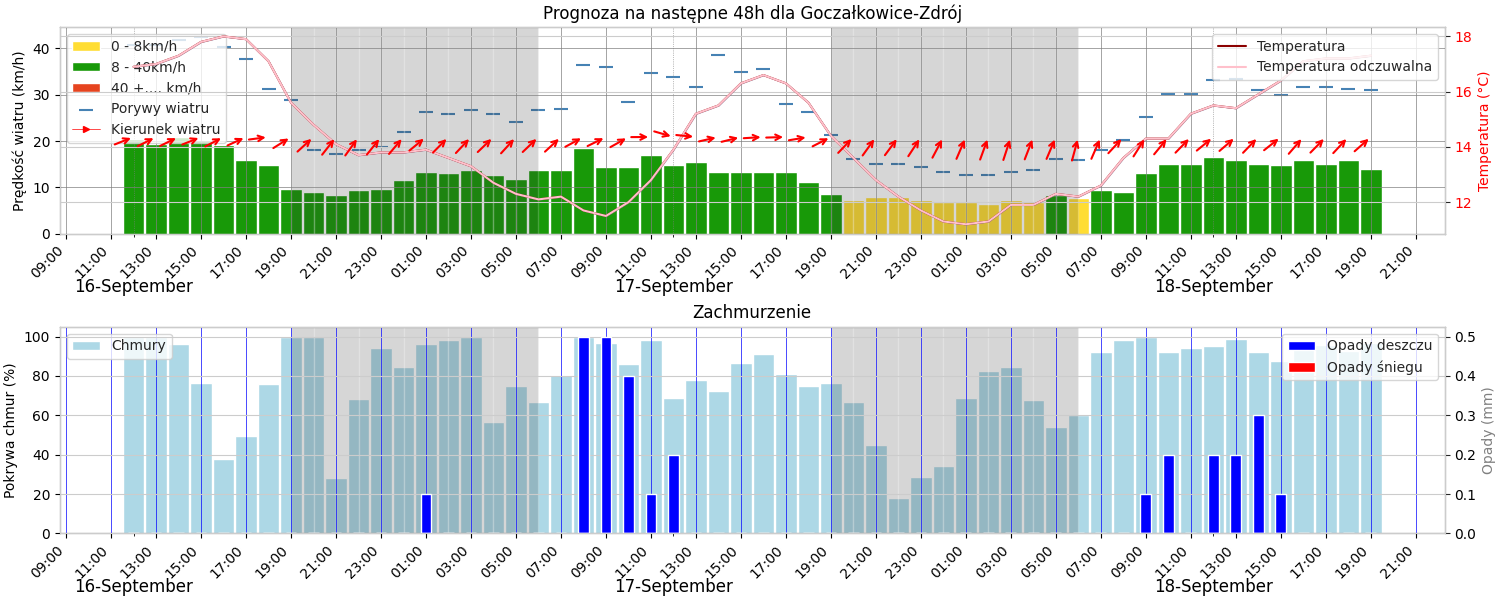 Prognoza na następne 48h dla Goczałkowice-Zdrój
Prędkość wiatru (km/h)
40
30
20
10
0
0 - 8km/h
8 - 40km/h
40 +.... km/h
Porywy wiatru
Kierunek wiatru
Temperatura
Temperatura odczuwalna
18
16
14
12
Temperatura (°C)
09:00 11:00 13:00 15:00 17:00 19:00 21:00 23:00 01:00 03:00 05:00 07:00 09:00 11:00 13:00 15:00 17:00 19:00 21:00 23:00 01:00 03:00 05:00 07:00 09:00 11:00 13:00 15:00 17:00 19:00 21:00
16-September 17-September 18-September
Zachmurzenie
Pokrywa chmur (%)
100
80
60
40
20
0
Chmury
Opady deszczu
Opady śniegu
0.5
0.4
0.3
0.2
0.1
0.0
Opady (mm)
09:00 11:00 13:00 15:00 17:00 19:00 21:00 23:00 01:00 03:00 05:00 07:00 09:00 11:00 13:00 15:00 17:00 19:00 21:00 23:00 01:00 03:00 05:00 07:00 09:00 11:00 13:00 15:00 17:00 19:00 21:00
16-September 17-September 18-September